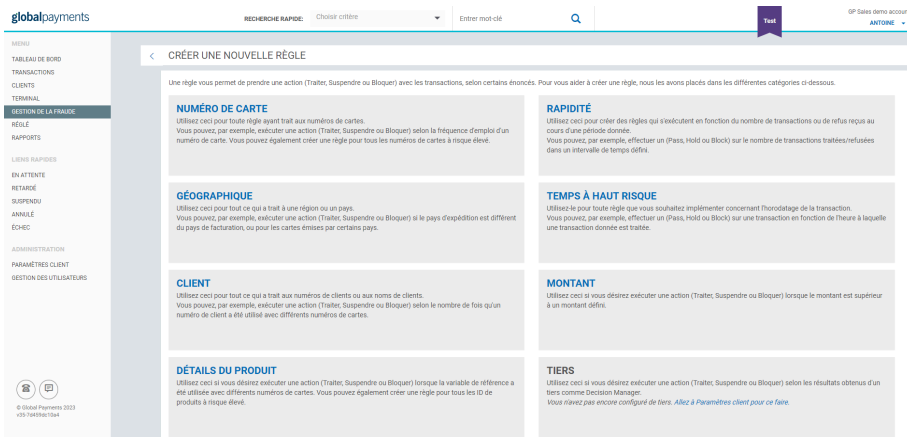 globalpayments
RECHERCHE RAPIDE:
Choisir critère
Entrer mot-clé
Test
GP Sales demo accour
ANTOINE
MENU
TABLEAU DE BORD
TRANSACTIONS
CLIENTS
TERMINAL
GESTION DE LA FRAUDE
RÉGLÉ
RAPPORTS
LIENS RAPIDES
EN ATTENTE
RETARDÉ
SUSPENDU
ANNULÉ
ÉCHEC
ADMINISTRATION
PARAMÈTRES CLIENT
GESTION DES UTILISATEURS
© Global Payments 2023
CRÉER UNE NOUVELLE RÈGLE
Une règle vous permet de prendre une action (Traiter, Suspendre ou Bloquer) avec les transactions, selon certains énoncés. Pour vous aider à créer une règle, nous les avons placés dans les différentes catégories ci-dessous.
NUMÉRO DE CARTE
Utilisez ceci pour toute règle ayant trait aux numéros de cartes.
Vous pouvez, par exemple, exécuter une action (Traiter, Suspendre ou Bloquer) selon la fréquence d'emploi d'un
numéro de carte. Vous pouvez également créer une règle pour tous les numéros de cartes à risque élevé.
RAPIDITÉ
Utilisez ceci pour créer des règles qui s'exécutent en fonction du nombre de transactions ou de refus reçus au
cours d'une période donnée.
Vous pouvez, par exemple, effectuer un (Pass, Hold ou Block) sur le nombre de transactions traitées/refusées
dans un intervalle de temps défini.
GÉOGRAPHIQUE
Utilisez ceci pour tout ce qui a trait à une région ou un pays.
Vous pouvez, par exemple, exécuter une action (Traiter, Suspendre ou Bloquer) si le pays d'expédition est différent
du pays de facturation, ou pour les cartes émises par certains pays.
TEMPS À HAUT RISQUE
Utilisez-le pour toute règle que vous souhaitez implémenter concernant l'horodatage de la transaction.
Vous pouvez, par exemple, effectuer un (Pass, Hold ou Block) sur une transaction en fonction de l'heure à laquelle
une transaction donnée est traitée.
CLIENT
Utilisez ceci pour tout ce qui a trait aux numéros de clients ou aux noms de clients.
Vous pouvez, par exemple, exécuter une action (Traiter, Suspendre ou Bloquer) selon le nombre de fois qu'un
numéro de client a été utilisé avec différents numéros de cartes.
MONTANT
Utilisez ceci si vous désirez exécuter une action (Traiter, Suspendre ou Bloquer) lorsque le montant est supérieur
à un montant défini.
DÉTAILS DU PRODUIT
Utilisez ceci si vous désirez exécuter une action (Traiter, Suspendre ou Bloquer) lorsque la variable de référence a
été utilisée avec différents numéros de cartes. Vous pouvez également créer une règle pour tous les ID de
produits à risque élevé.
TIERS
Utilisez ceci si vous désirez exécuter une action (Traiter, Suspendre ou Bloquer) selon les résultats obtenus d'un
tiers comme Decision Manager.
Vous n'avez pas encore configuré de tiers. Allez à Paramètres client pour ce faire.